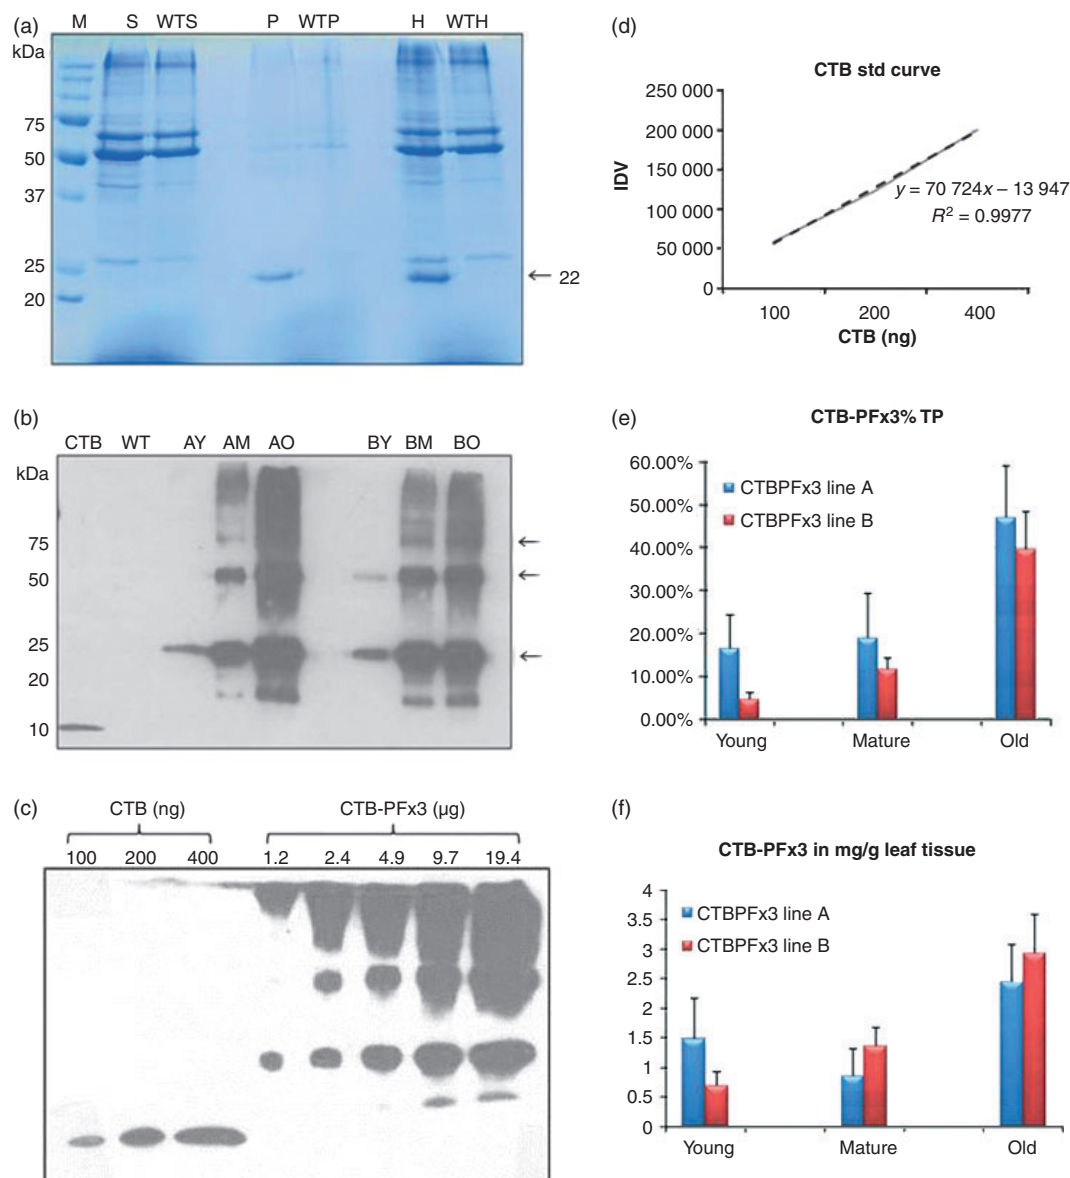 (a)
M S WTS P WTP H WTH
kDa
75
50
37
25
20
← 22
(d)
CTB std curve
250 000
200 000
150 000
100 000
50 000
0
IDV
y = 70 724x – 13 947
R² = 0.9977
100 200 400
CTB (ng)
(b)
CTB WT AY AM AO BY BM BO
kDa
75
50
25
20
10
(e)
CTB-PFx3% TP
60.00%
50.00%
40.00%
30.00%
20.00%
10.00%
0.00%
CTBPFx3 line A
CTBPFx3 line B
Young Mature Old
(c)
CTB (ng) CTB-PFx3 (µg)
100 200 400 1.2 2.4 4.9 9.7 19.4
(f)
CTB-PFx3 in mg/g leaf tissue
4
3.5
3
2.5
2
1.5
1
0.5
0
CTBPFx3 line A
CTBPFx3 line B
Young Mature Old